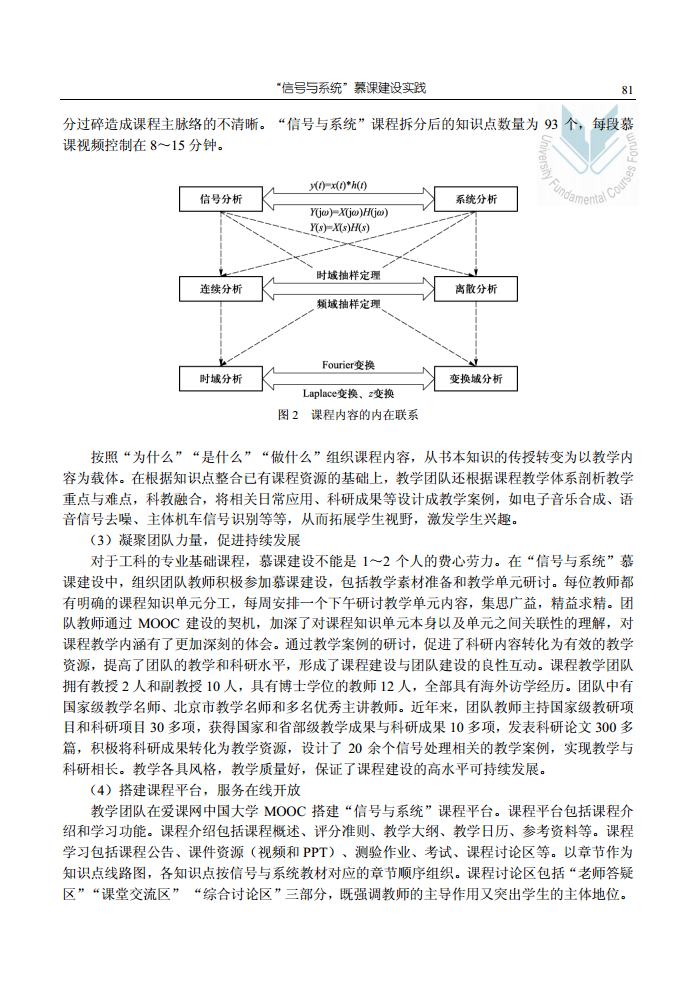 “信号与系统”慕课建设实践 81
分过碎造成课程主脉络的不清晰。“信号与系统”课程拆分后的知识点数量为 93 个，每段慕
课视频控制在 8～15 分钟。
University Fundamental Courses Forum
y(t)=x(t)*h(t)
信号分析 系统分析
Y(jω)=X(jω)H(jω)
Y(s)=X(s)H(s)
时域抽样定理
连续分析 离散分析
频域抽样定理
Fourier变换
时域分析 变换域分析
Laplace变换、z变换
图 2 课程内容的内在联系
按照“为什么”“是什么”“做什么”组织课程内容，从书本知识的传授转变为以教学内
容为载体。在根据知识点整合已有课程资源的基础上，教学团队还根据课程教学体系剖析教学
重点与难点，科教融合，将相关日常应用、科研成果等设计成教学案例，如电子音乐合成、语
音信号去噪、主体机车信号识别等等，从而拓展学生视野，激发学生兴趣。
（3）凝聚团队力量，促进持续发展
对于工科的专业基础课程，慕课建设不能是 1～2 个人的费心劳力。在“信号与系统”慕
课建设中，组织团队教师积极参加慕课建设，包括教学素材准备和教学单元研讨。每位教师都
有明确的课程知识单元分工，每周安排一个下午研讨教学单元内容，集思广益，精益求精。团
队教师通过 MOOC 建设的契机，加深了对课程知识单元本身以及单元之间关联性的理解，对
课程教学内涵有了更加深刻的体会。通过教学案例的研讨，促进了科研内容转化为有效的教学
资源，提高了团队的教学和科研水平，形成了课程建设与团队建设的良性互动。课程教学团队
拥有教授 2 人和副教授 10 人，具有博士学位的教师 12 人，全部具有海外访学经历。团队中有
国家级教学名师、北京市教学名师和多名优秀主讲教师。近年来，团队教师主持国家级教研项
目和科研项目 30 多项，获得国家和省部级教学成果与科研成果 10 多项，发表科研论文 300 多
篇，积极将科研成果转化为教学资源，设计了 20 余个信号处理相关的教学案例，实现教学与
科研相长。教学各具风格，教学质量好，保证了课程建设的高水平可持续发展。
（4）搭建课程平台，服务在线开放
教学团队在爱课网中国大学 MOOC 搭建“信号与系统”课程平台。课程平台包括课程介
绍和学习功能。课程介绍包括课程概述、评分准则、教学大纲、教学日历、参考资料等。课程
学习包括课程公告、课件资源（视频和 PPT）、测验作业、考试、课程讨论区等。以章节作为
知识点线路图，各知识点按信号与系统教材对应的章节顺序组织。课程讨论区包括“老师答疑
区”“课堂交流区” “综合讨论区”三部分，既强调教师的主导作用又突出学生的主体地位。